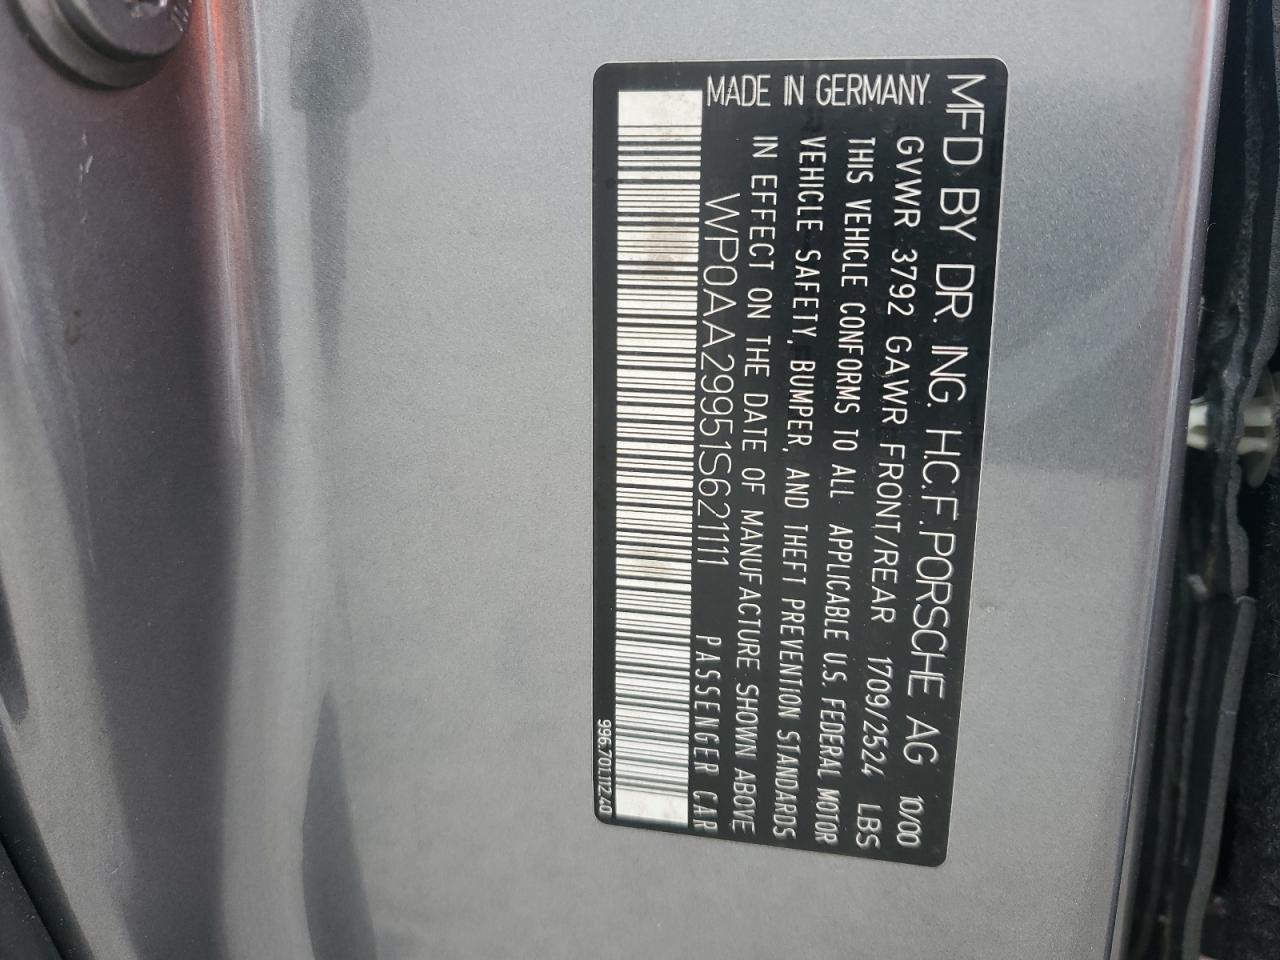 MFD BY DR. ING. H.C.F. PORSCHE AG 10/00
GVWR 3792 GAWR FRONT/REAR 1709/2524 LBS
THIS VEHICLE CONFORMS TO ALL APPLICABLE U.S. FEDERAL MOTOR
VEHICLE SAFETY, BUMPER, AND THEFT PREVENTION STANDARDS
IN EFFECT ON THE DATE OF MANUFACTURE SHOWN ABOVE
MADE IN GERMANY
WP0AA29951S621111 PASSENGER CAR
996.701.112.40